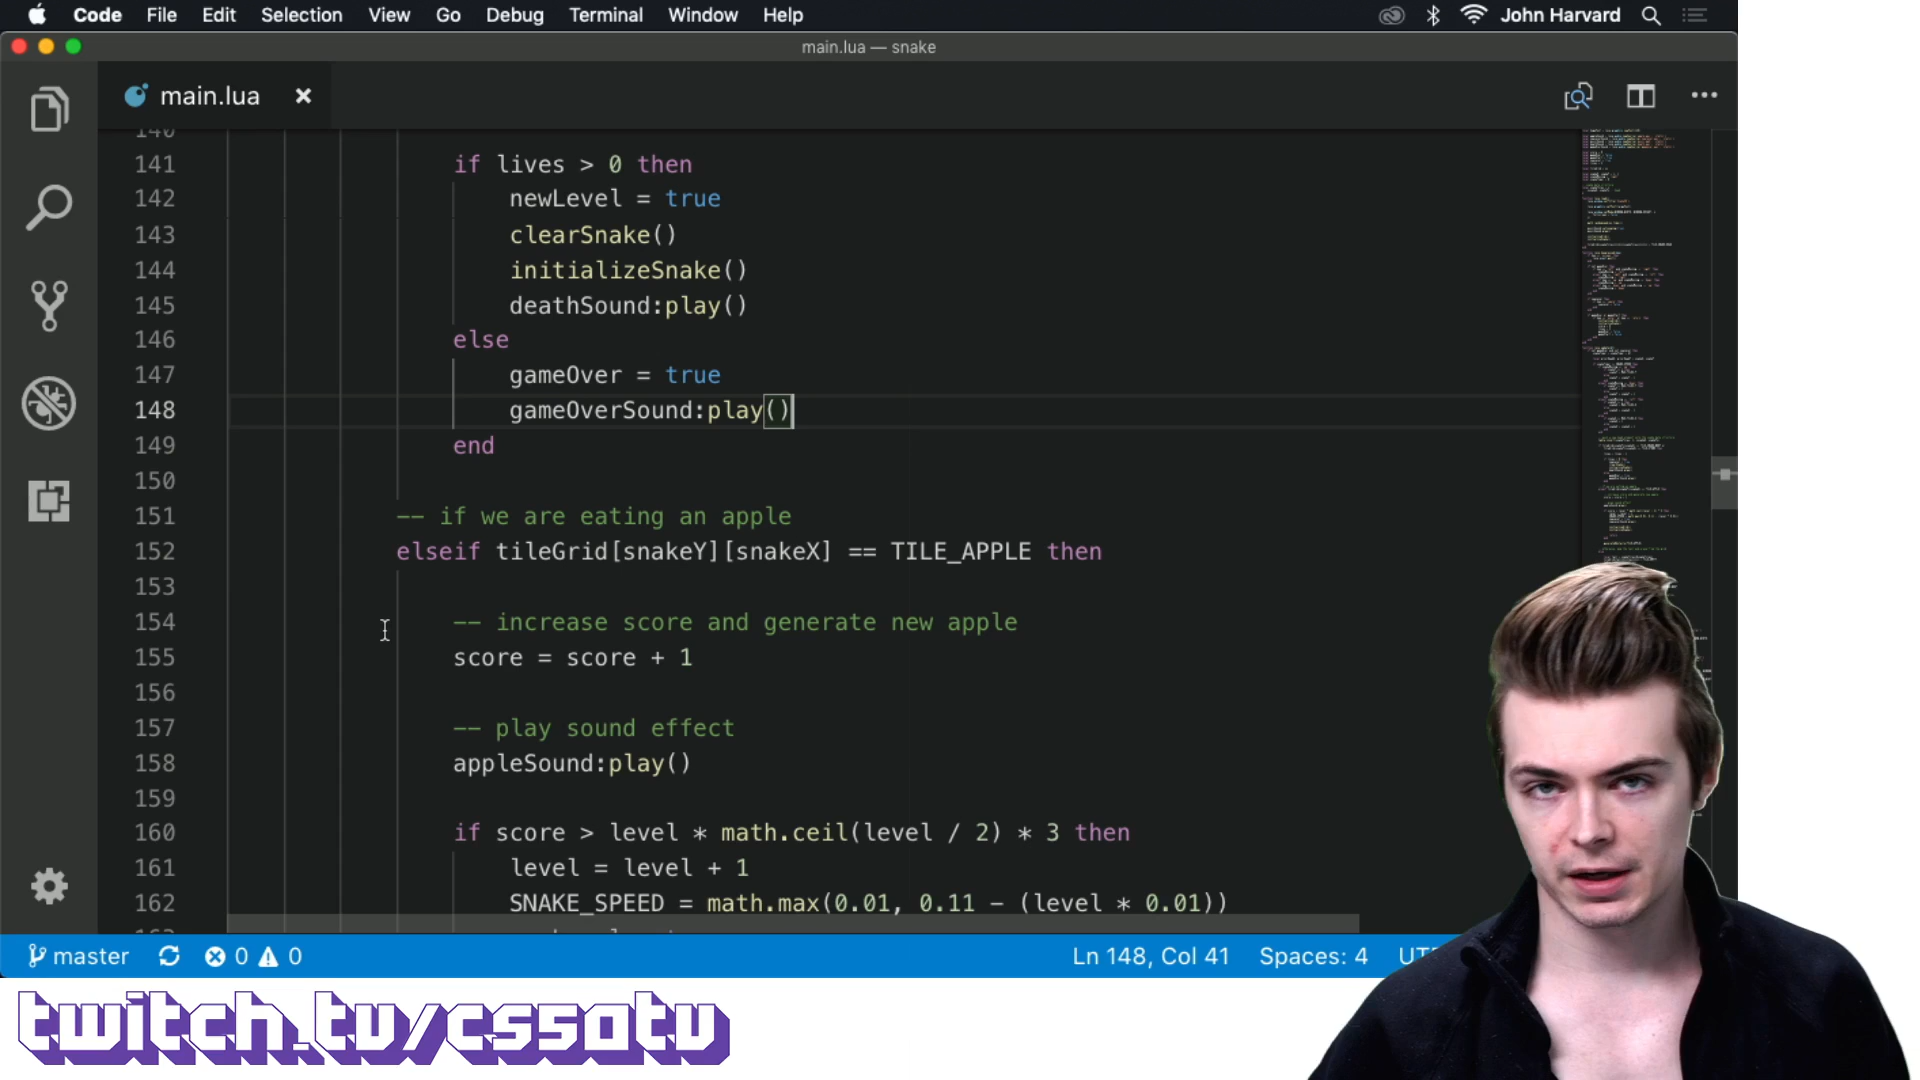 Code File Edit Selection View Go Debug Terminal Window Help John Harvard
main.lua — snake
main.lua
141 if lives > 0 then
142 newLevel = true
143 clearSnake()
144 initializeSnake()
145 deathSound:play()
146 else
147 gameOver = true
148 gameOverSound:play()
149 end
150
151 -- if we are eating an apple
152 elseif tileGrid[snakeY][snakeX] == TILE_APPLE then
153
154 -- increase score and generate new apple
155 score = score + 1
156
157 -- play sound effect
158 appleSound:play()
159
160 if score > level * math.ceil(level / 2) * 3 then
161 level = level + 1
162 SNAKE_SPEED = math.max(0.01, 0.11 - (level * 0.01))
master 0 0 Ln 148, Col 41 Spaces: 4
twitch.tv/cs50tv